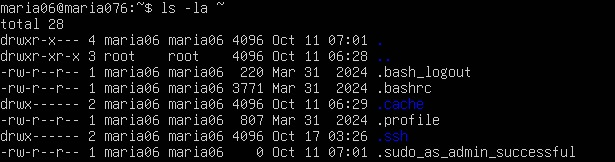 maria06@maria076:~$ ls -la ~
total 28
drwxr-x--- 4 maria06 maria06 4096 Oct 11 07:01 .
drwxr-xr-x 3 root    root    4096 Oct 11 06:28 ..
-rw-r--r-- 1 maria06 maria06  220 Mar 31  2024 .bash_logout
-rw-r--r-- 1 maria06 maria06 3771 Mar 31  2024 .bashrc
drwx------ 2 maria06 maria06 4096 Oct 11 06:29 .cache
-rw-r--r-- 1 maria06 maria06  807 Mar 31  2024 .profile
drwx------ 2 maria06 maria06 4096 Oct 17 03:26 .ssh
-rw-r--r-- 1 maria06 maria06    0 Oct 11 07:01 .sudo_as_admin_successful